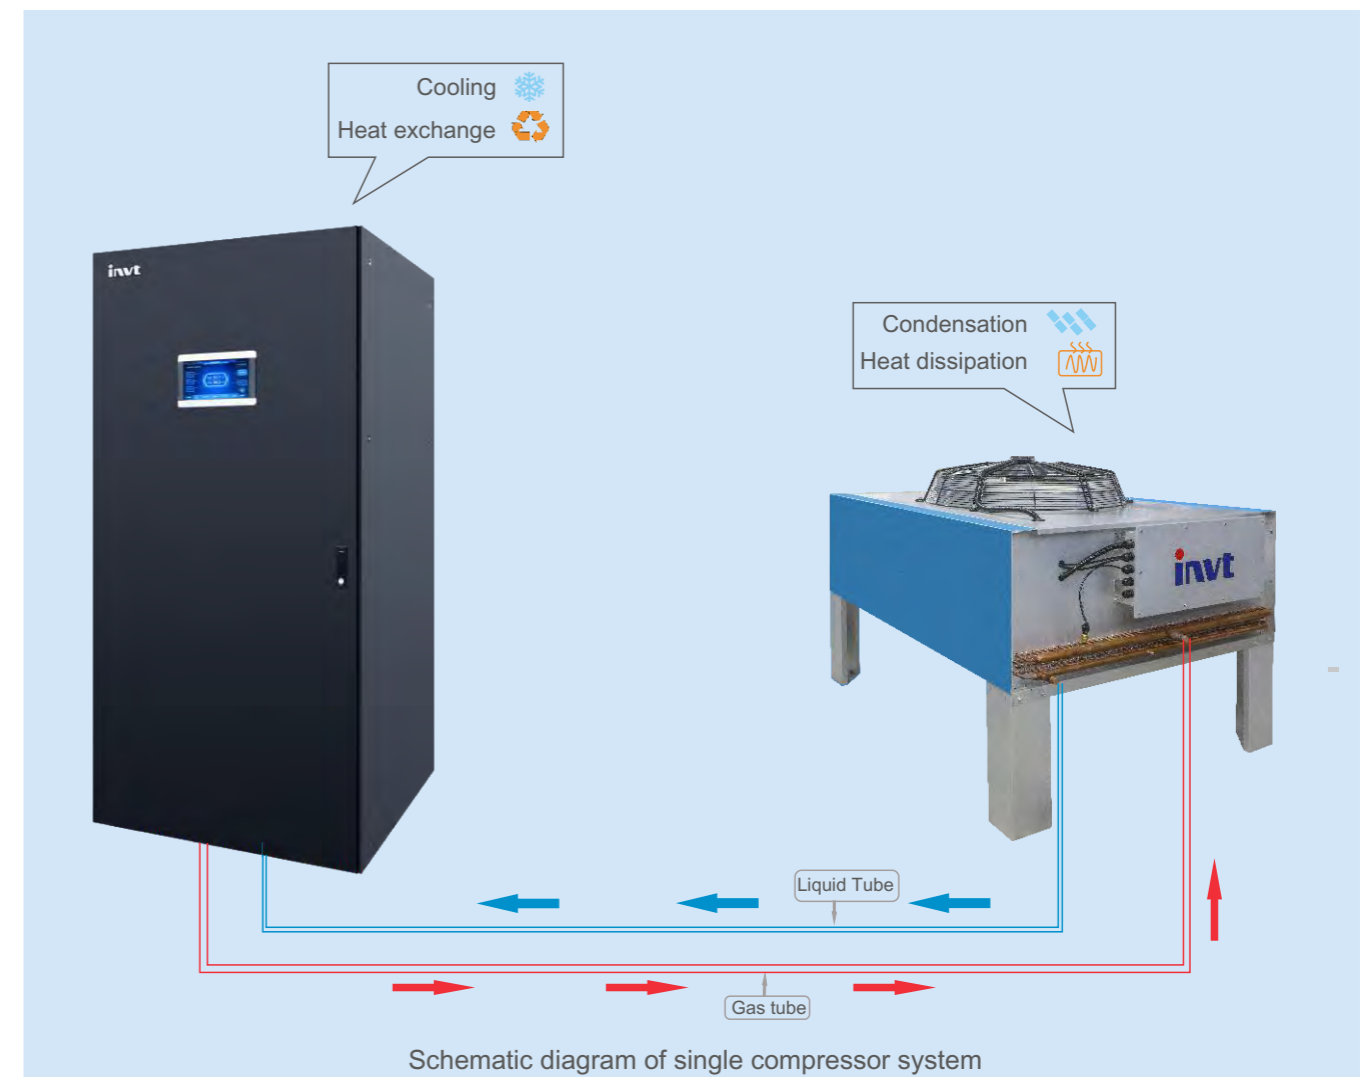 Cooling
Heat exchange
invt
Condensation
Heat dissipation
invt
Liquid Tube
Gas tube
Schematic diagram of single compressor system